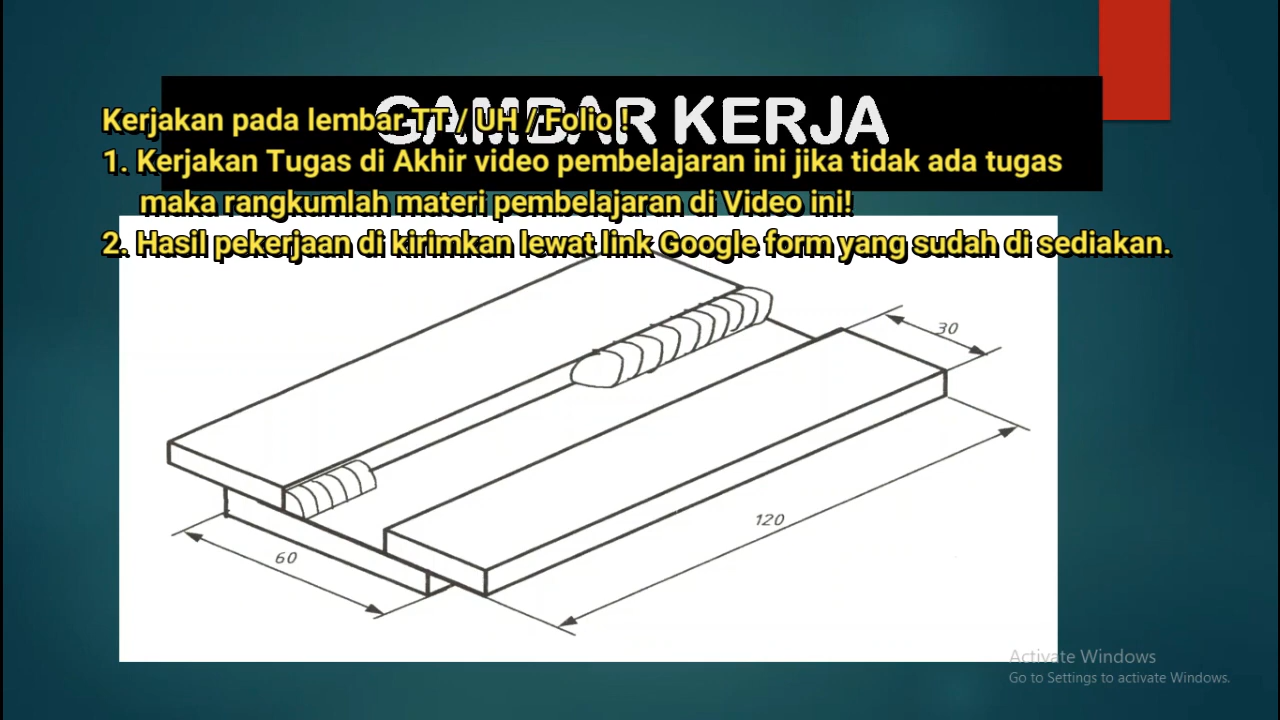 GAMBAR KERJA
Kerjakan pada lembar TT / UH / Folio !
1. Kerjakan Tugas di Akhir video pembelajaran ini jika tidak ada tugas
maka rangkumlah materi pembelajaran di Video ini!
2. Hasil pekerjaan di kirimkan lewat link Google form yang sudah di sediakan.
30
120
60
Activate Windows
Go to Settings to activate Windows.